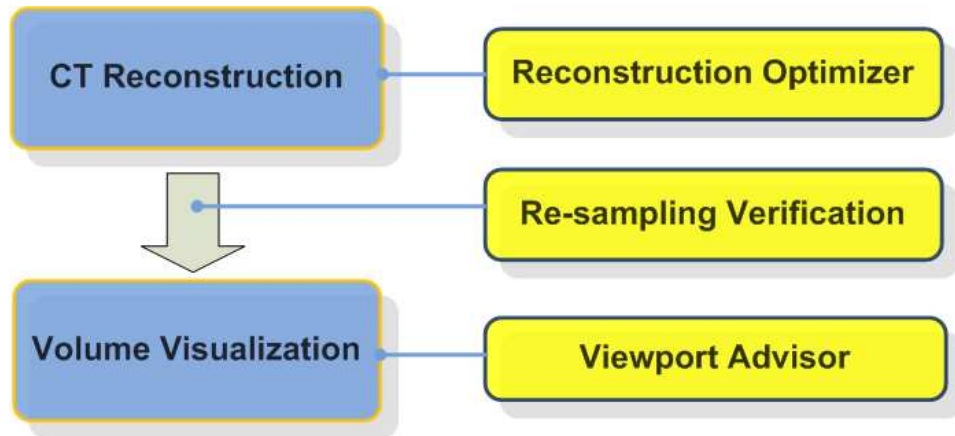 CT Reconstruction
Reconstruction Optimizer
Re-sampling Verification
Volume Visualization
Viewport Advisor